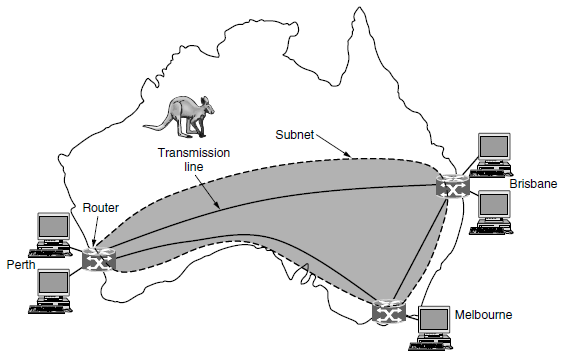 Subnet
Transmission
line
Brisbane
Router
Perth
Melbourne